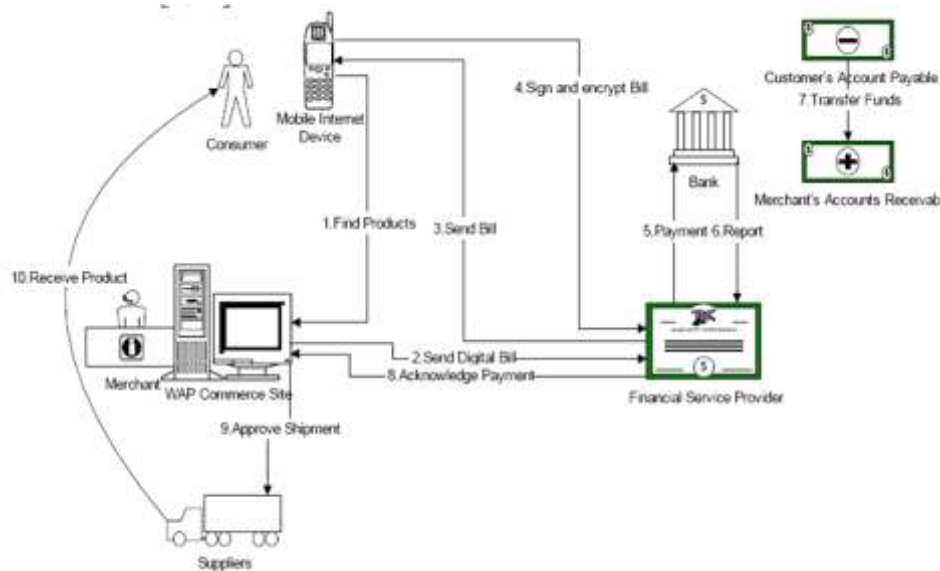 4.Sign and encrypt Bill
Customer's Account Payable
7.Transfer Funds
Mobile Internet
Device
Consumer
Bank
Merchant's Accounts Receivab
1.Find Products
3.Send Bill
5.Payment
6.Report
10.Receive Product
2.Send Digital Bill
8.Acknowledge Payment
Merchant
WAP Commerce Site
Financial Service Provider
9.Approve Shipment
Suppliers
$
$